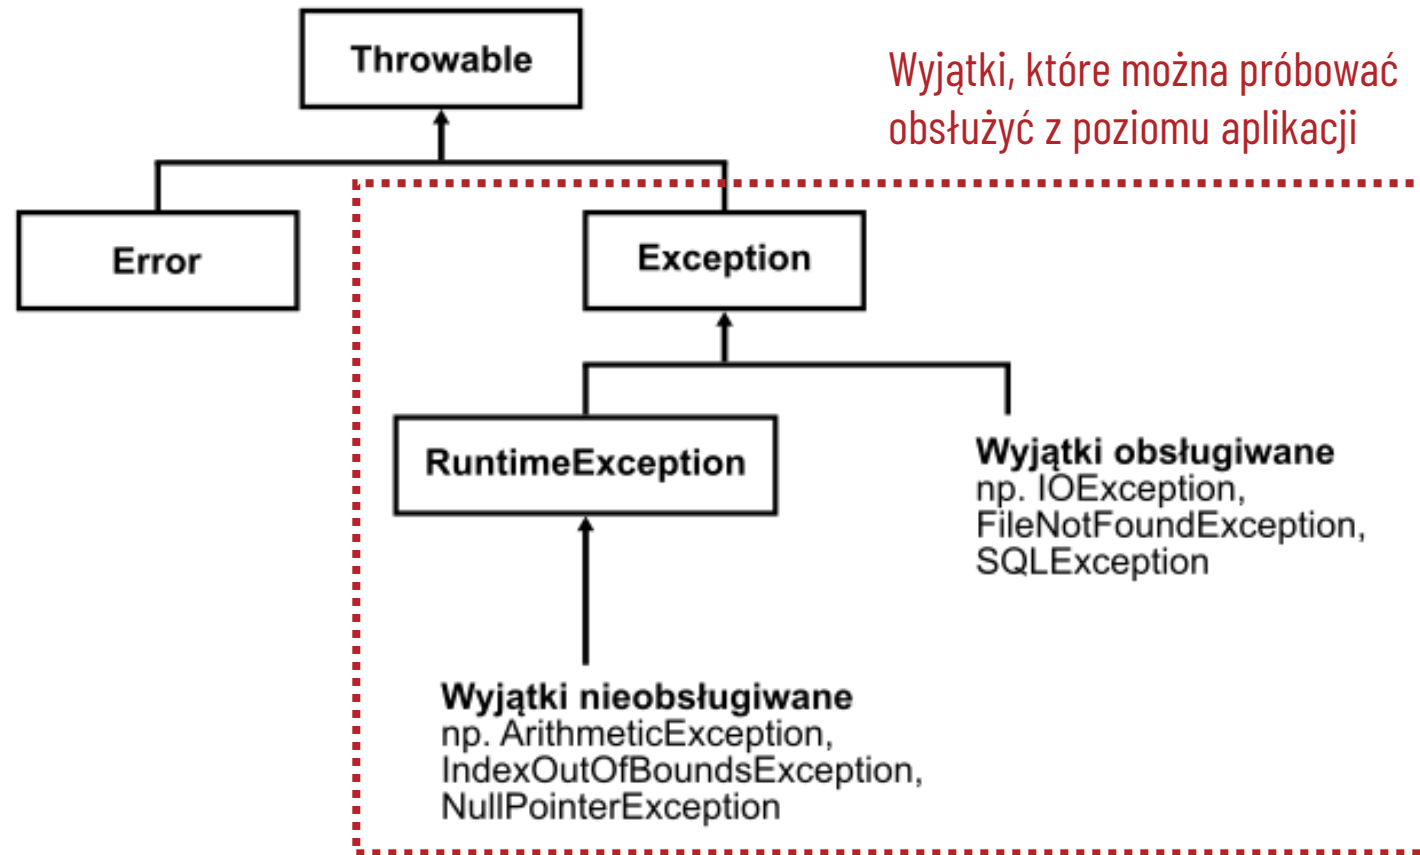 Throwable
Wyjątki, które można próbować
obsłużyć z poziomu aplikacji
Error
Exception
RuntimeException
Wyjątki obsługiwane
np. IOException,
FileNotFoundException,
SQLException
Wyjątki nieobsługiwane
np. ArithmeticException,
IndexOutOfBoundsException,
NullPointerException